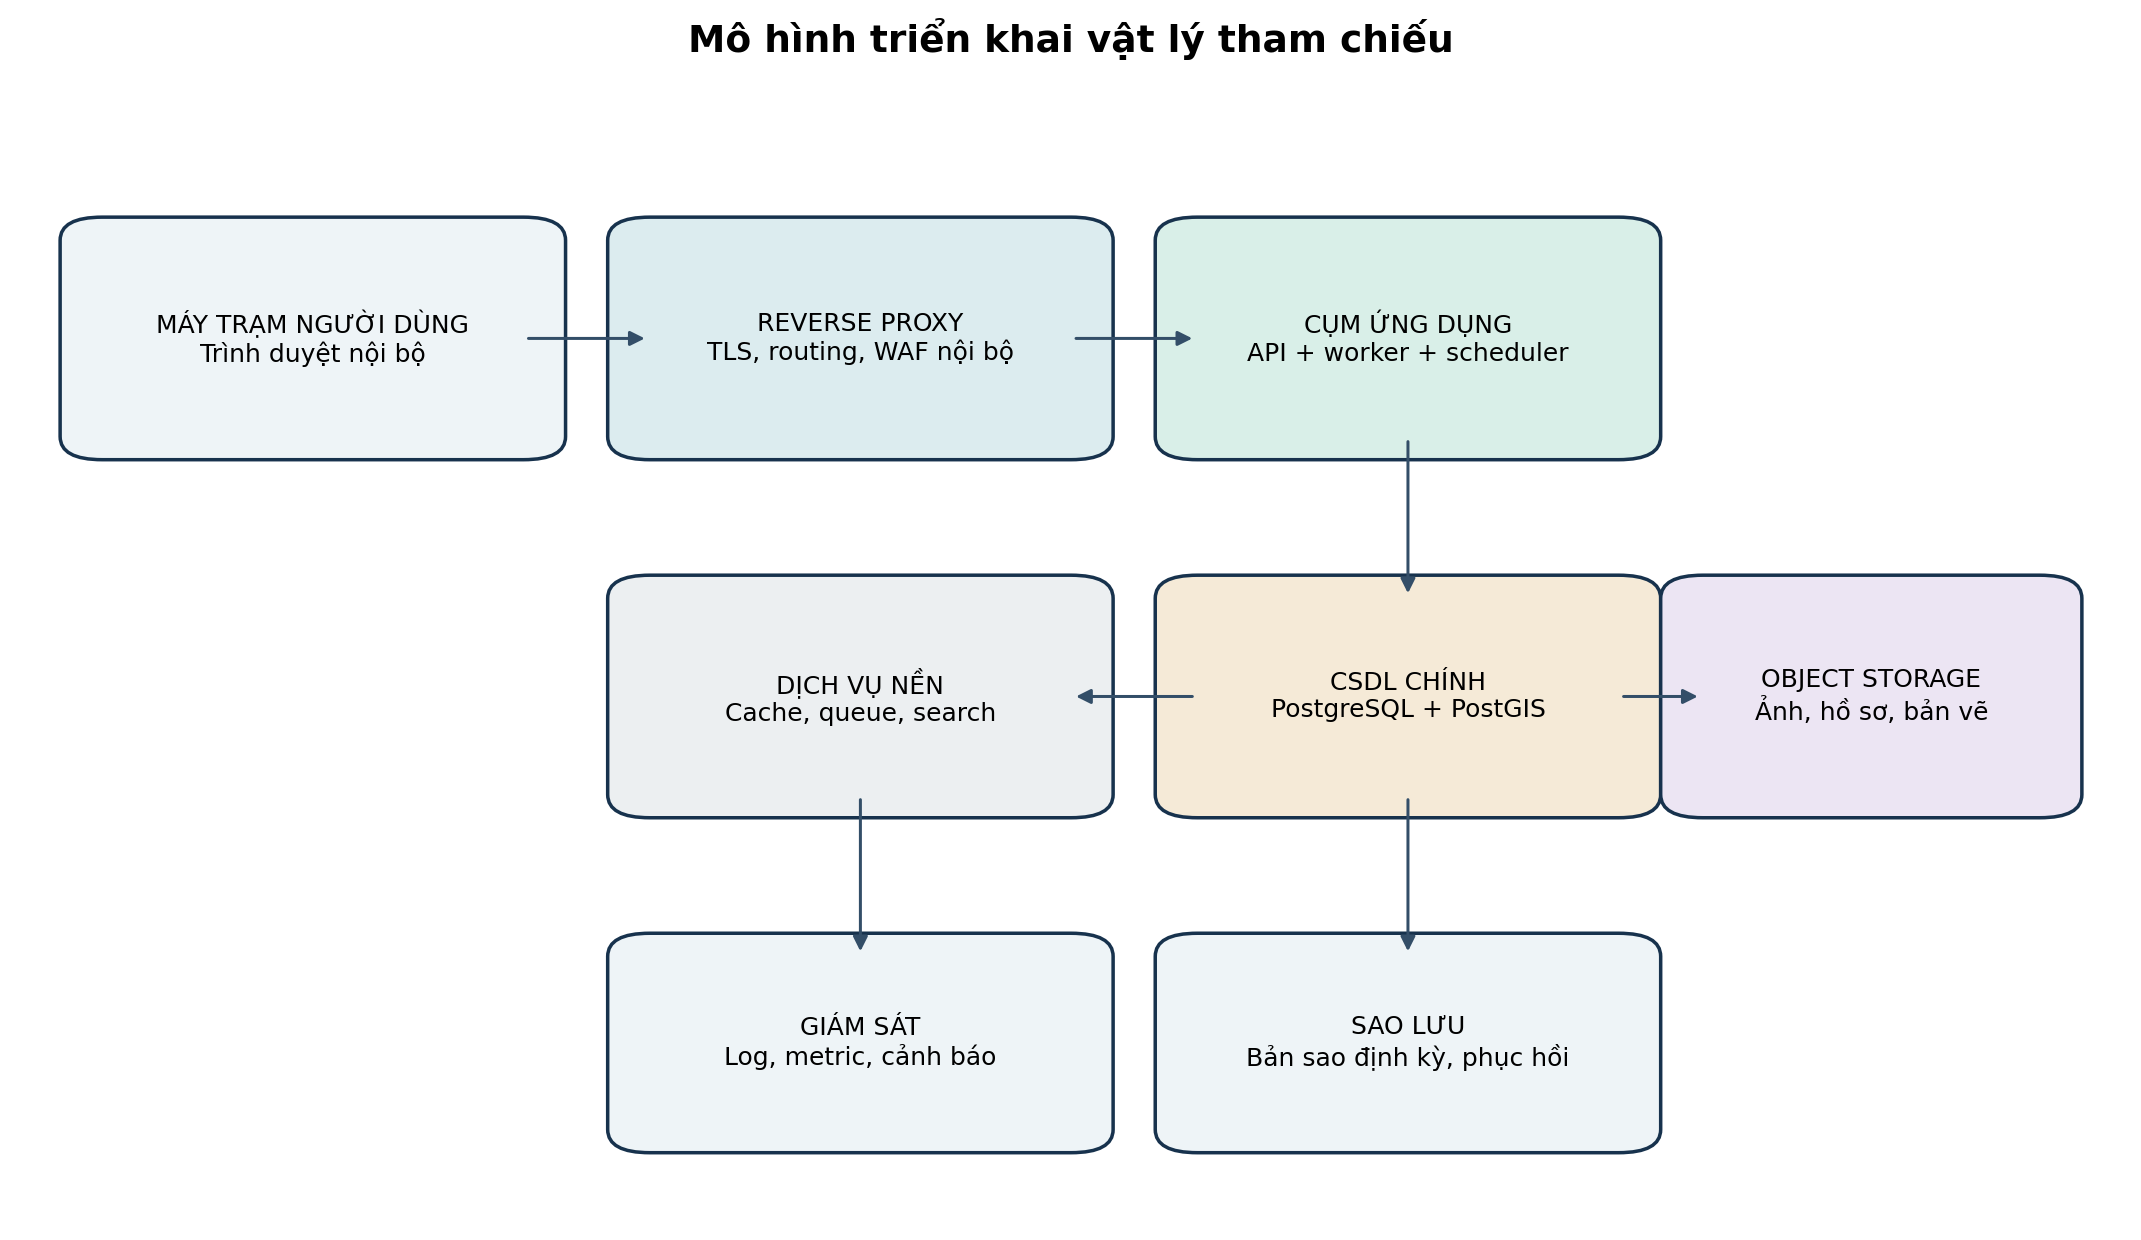 Mô hình triển khai vật lý tham chiếu
MÁY TRẠM NGƯỜI DÙNG
Trình duyệt nội bộ
REVERSE PROXY
TLS, routing, WAF nội bộ
CỤM ỨNG DỤNG
API + worker + scheduler
DỊCH VỤ NỀN
Cache, queue, search
CSDL CHÍNH
PostgreSQL + PostGIS
OBJECT STORAGE
Ảnh, hồ sơ, bản vẽ
GIÁM SÁT
Log, metric, cảnh báo
SAO LƯU
Bản sao định kỳ, phục hồi